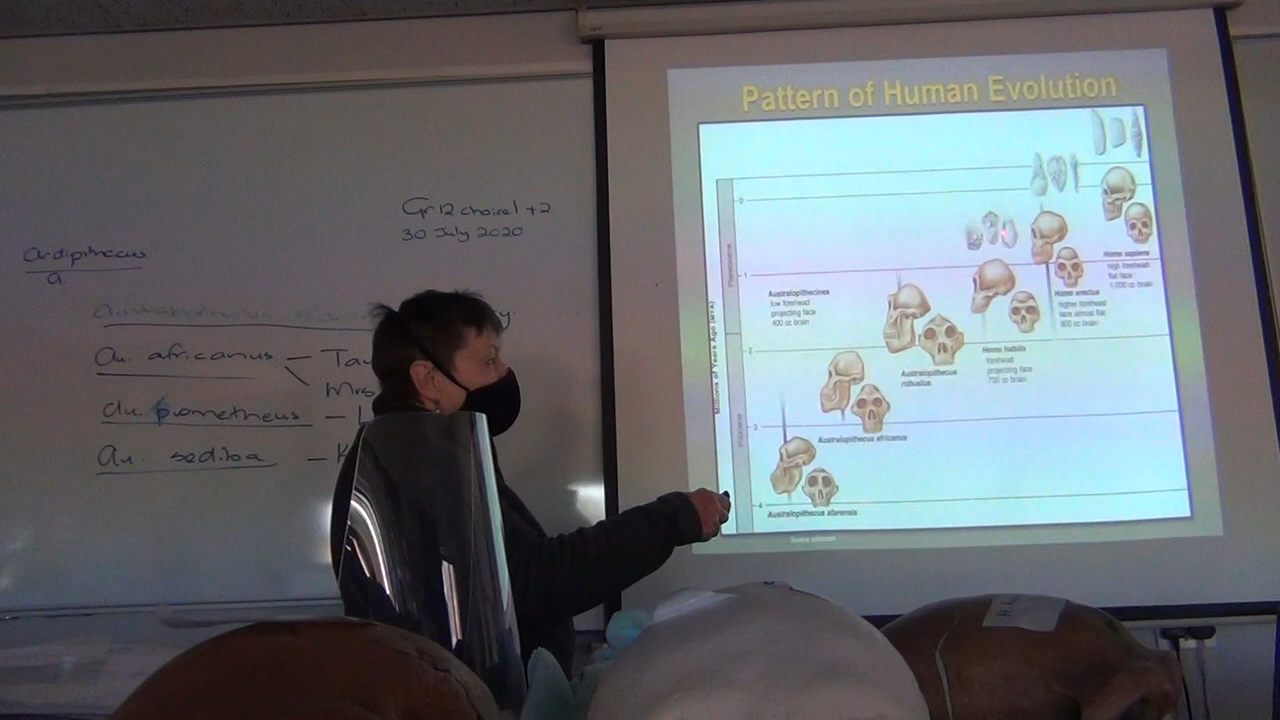 Gr 12 choice1 + 2
30 July 2020
Ardipithecus
a.
Au. africanus — Tau
Mrs
au. prometheus — L
Au. sediba — K
Pattern of Human Evolution
Millions of Years Ago (MYA)
Pleistocene
Pliocene
0
1
2
3
4
Homo sapiens
high forehead
flat face
1,000 cc brain
Homo erectus
higher forehead
face almost flat
900 cc brain
Australopithecines
low forehead
projecting face
400 cc brain
Homo habilis
forehead
projecting face
700 cc brain
Australopithecus
robustus
Australopithecus africanus
Australopithecus afarensis